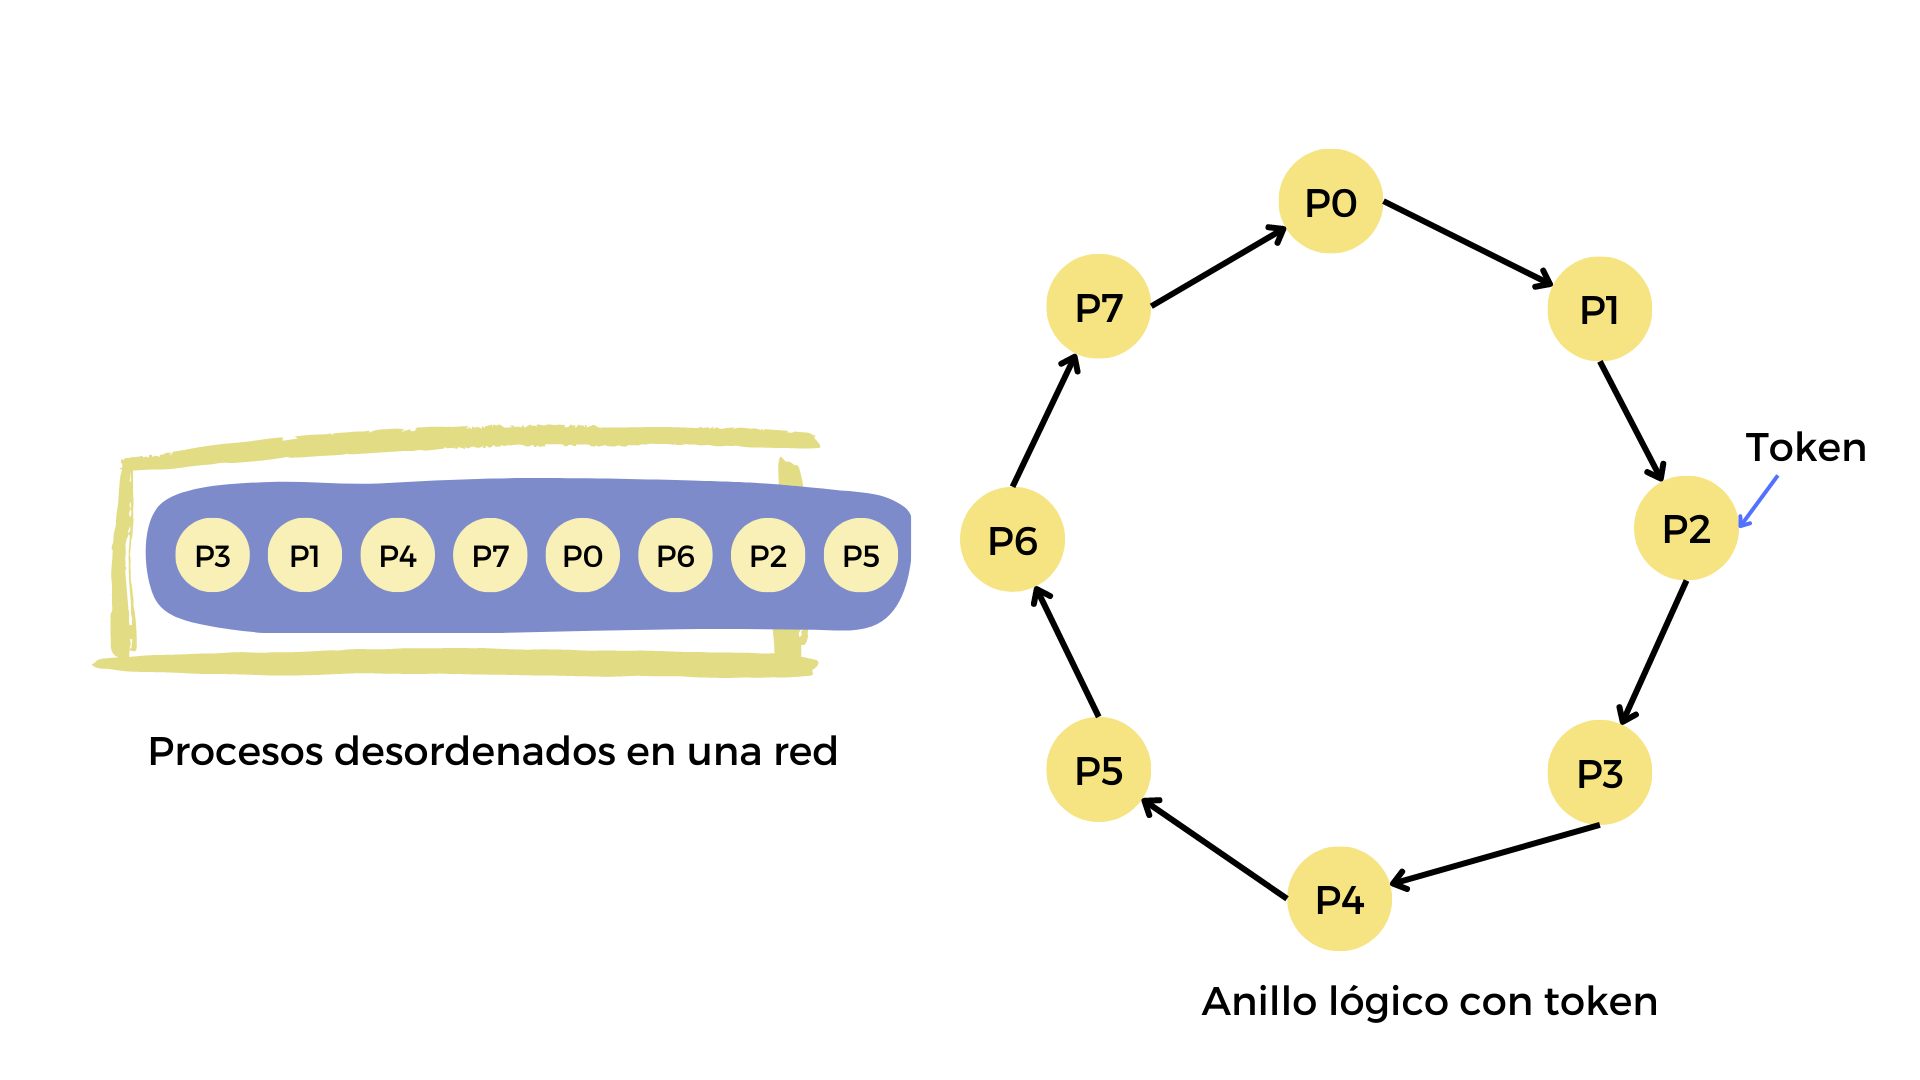 P3 P1 P4 P7 P0 P6 P2 P5
Procesos desordenados en una red
P0
P1
P2
P3
P4
P5
P6
P7
Token
Anillo lógico con token